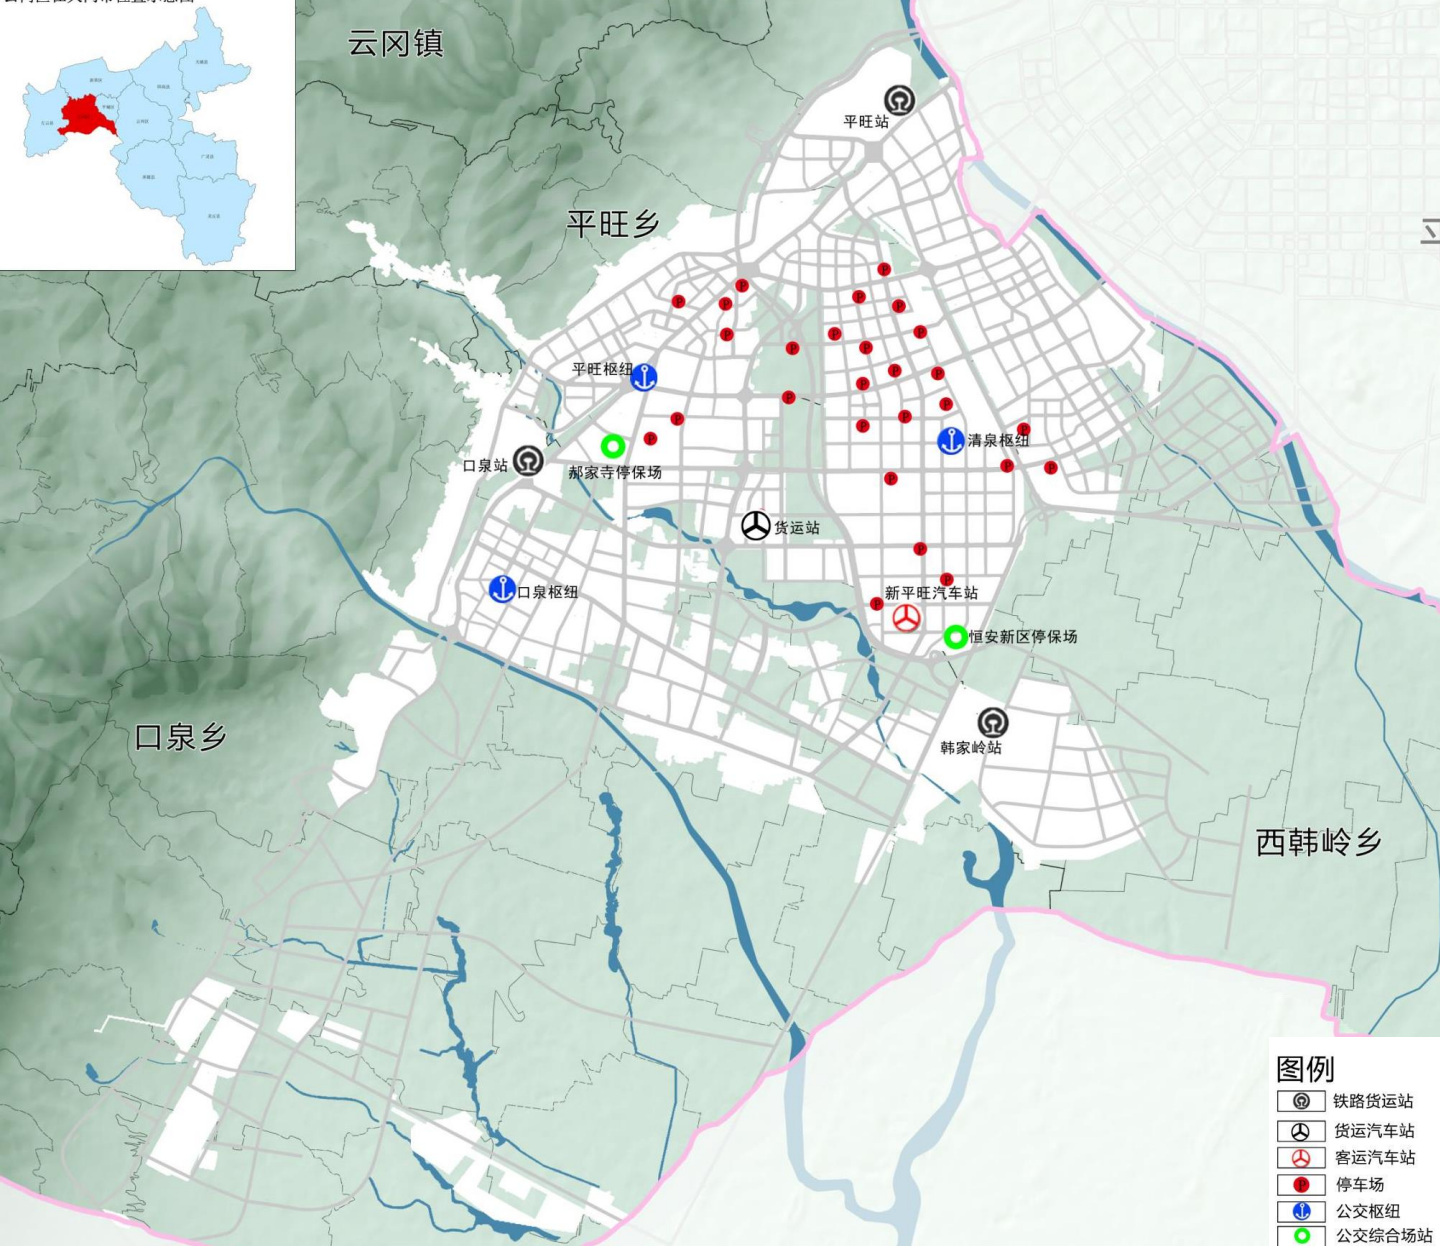 云冈镇
平旺站
平旺乡
平旺枢纽
清泉枢纽
口泉站
郝家寺停保场
货运站
口泉枢纽
新平旺汽车站
恒安新区停保场
口泉乡
韩家岭站
西韩岭乡
图例
铁路货运站
货运汽车站
客运汽车站
停车场
公交枢纽
公交综合场站